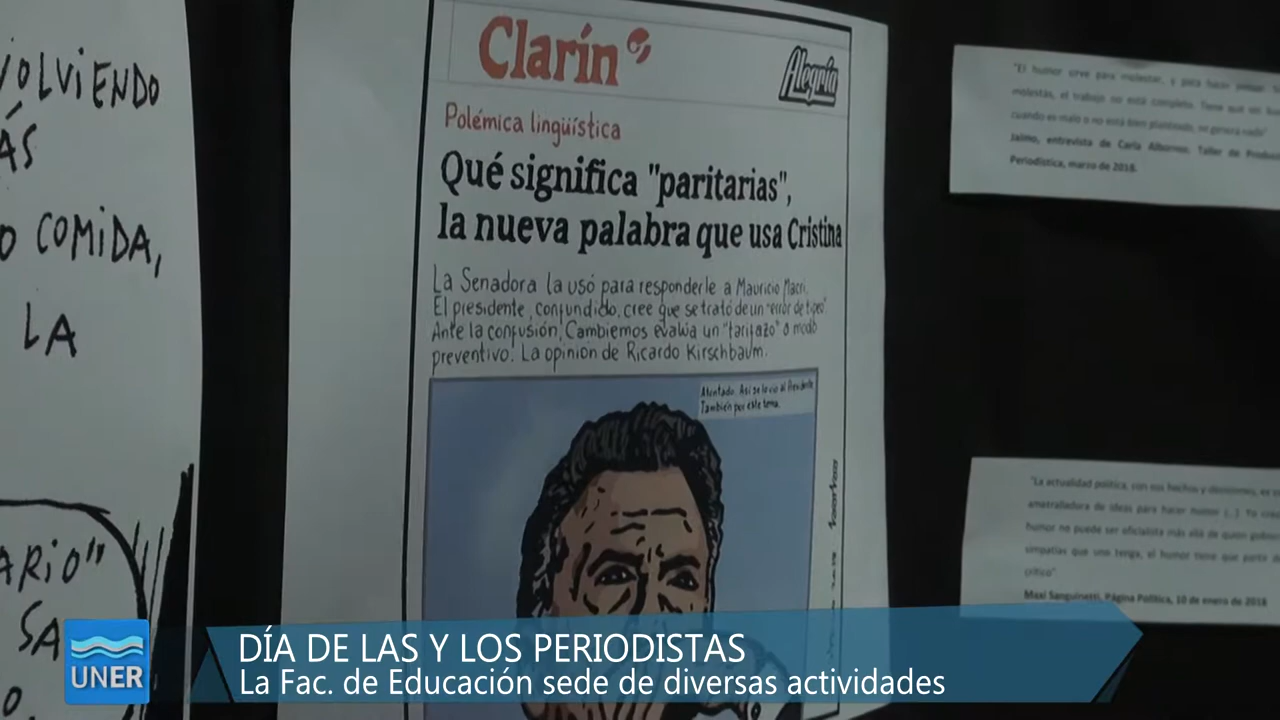 VOLVIENDO
ÁS
O COMIDA,
LA
ARIO"
SA
O
Clarín
Alegría
Polémica lingüística
Qué significa "paritarias",
la nueva palabra que usa Cristina
La Senadora la usó para responderle a Mauricio Macri.
El presidente, confundido, cree que se trató de un "error de tipeo".
Ante la confusión, Cambiemos evalúa un "tarifazo" a modo
preventivo. La opinion de Ricardo Kirschbaum.
Así se lo vio al Presidente
También por este tema.
"El humor sirve para molestar, y para hacer pensar.
molestás, el trabajo no está completo. Tiene que
cuando es malo o no está bien planteado, no genera nada"
Jaimo, entrevista de Carla Albornoz. Taller de
Periodística, marzo de 2018.
"La actualidad política, con sus hechos y decisiones, es
ametralladora de ideas para hacer humor (..). Yo
humor no puede ser oficialista más allá de quien
simpatías que uno tenga, el humor tiene que
crítico"
Maxi Sanguinetti, Página Política, 10 de enero de 2018
UNER
DÍA DE LAS Y LOS PERIODISTAS
La Fac. de Educación sede de diversas actividades